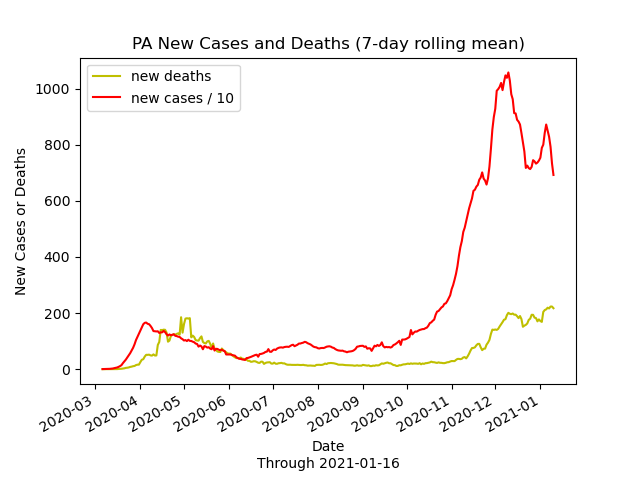 PA New Cases and Deaths (7-day rolling mean)
new deaths
new cases / 10
1000
800
600
400
200
0
New Cases or Deaths
2020-03
2020-04
2020-05
2020-06
2020-07
2020-08
2020-09
2020-10
2020-11
2020-12
2021-01
Date
Through 2021-01-16